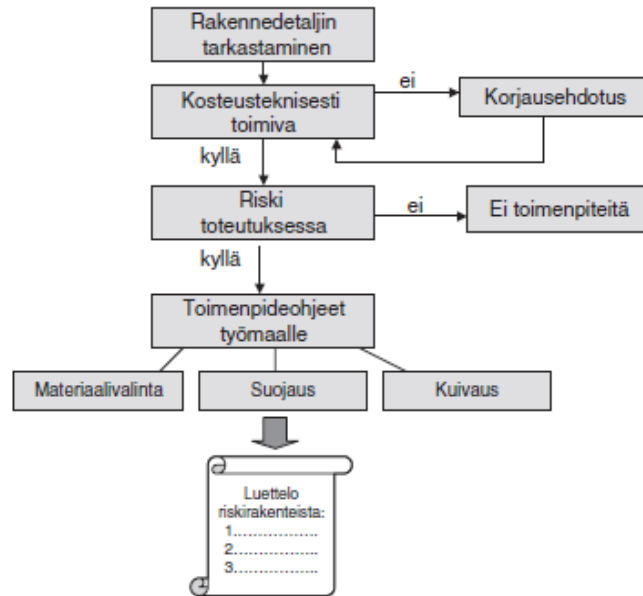 Rakennedetaljin
tarkastaminen
Kosteusteknisesti
toimiva
ei
Korjausehdotus
kyllä
Riski
toteutuksessa
ei
Ei toimenpiteitä
kyllä
Toimenpideohjeet
työmaalle
Materiaalivalinta
Suojaus
Kuivaus
Luettelo
riskirakenteista:
1..................
2..................
3..................